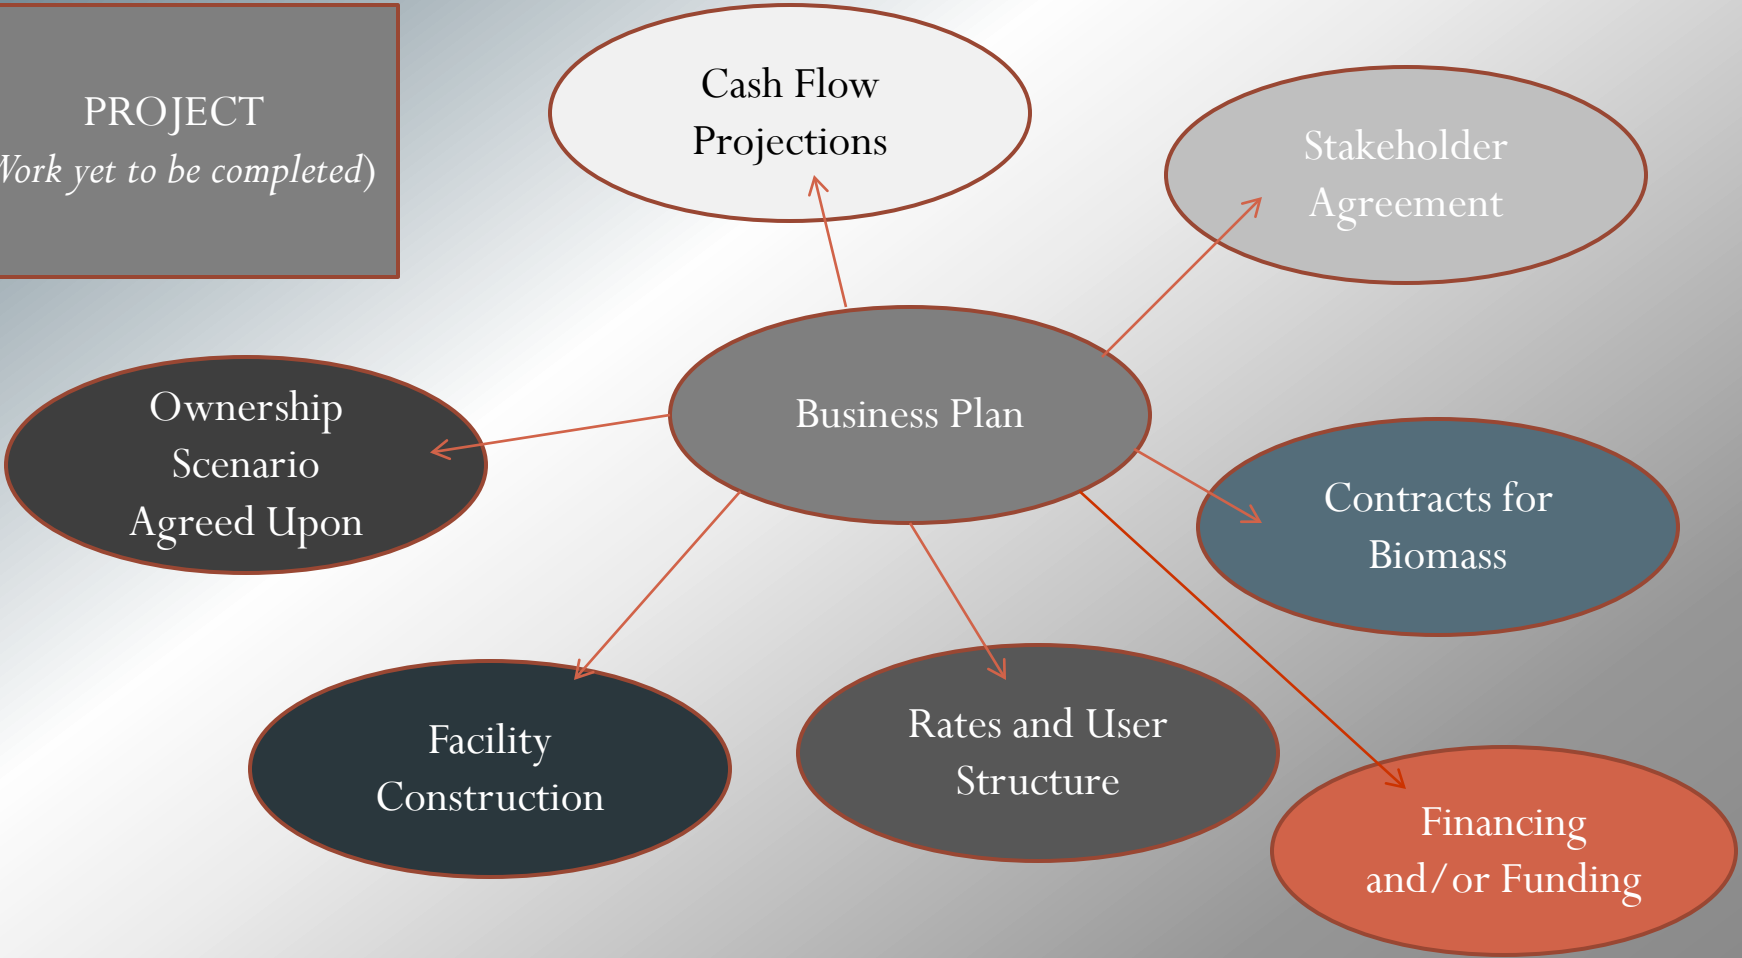 PROJECT
Work yet to be completed)
Cash Flow
Projections
Stakeholder
Agreement
Business Plan
Ownership
Scenario
Agreed Upon
Contracts for
Biomass
Facility
Construction
Rates and User
Structure
Financing
and/or Funding